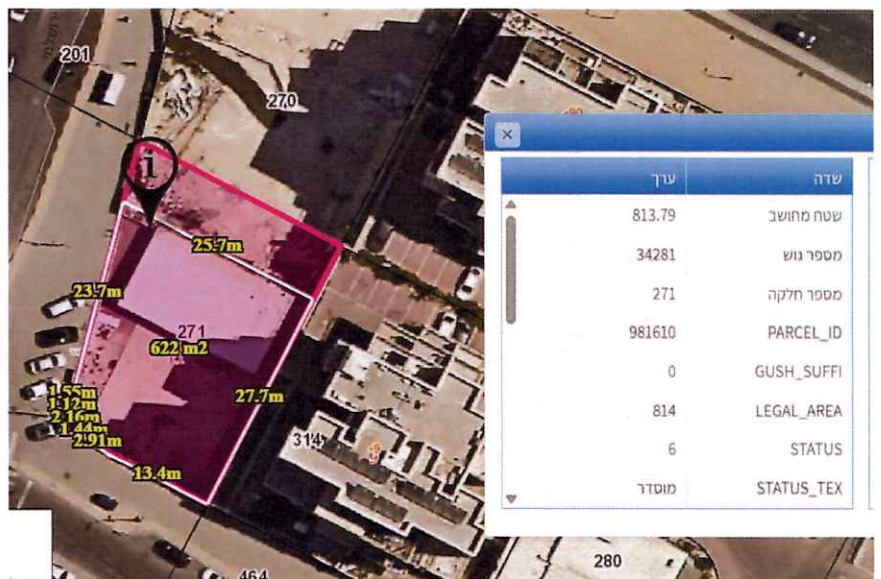 201
270
i
25.7m
23.7m
271
622 m2
27.7m
1.55m
1.12m
2.16m
1.44m
2.91m
13.4m
314
464
280
×
שדה ערך
שטח מחושב 813.79
מספר גוש 34281
מספר חלקה 271
PARCEL_ID 981610
GUSH_SUFFI 0
LEGAL_AREA 814
STATUS 6
STATUS_TEX מוסדר